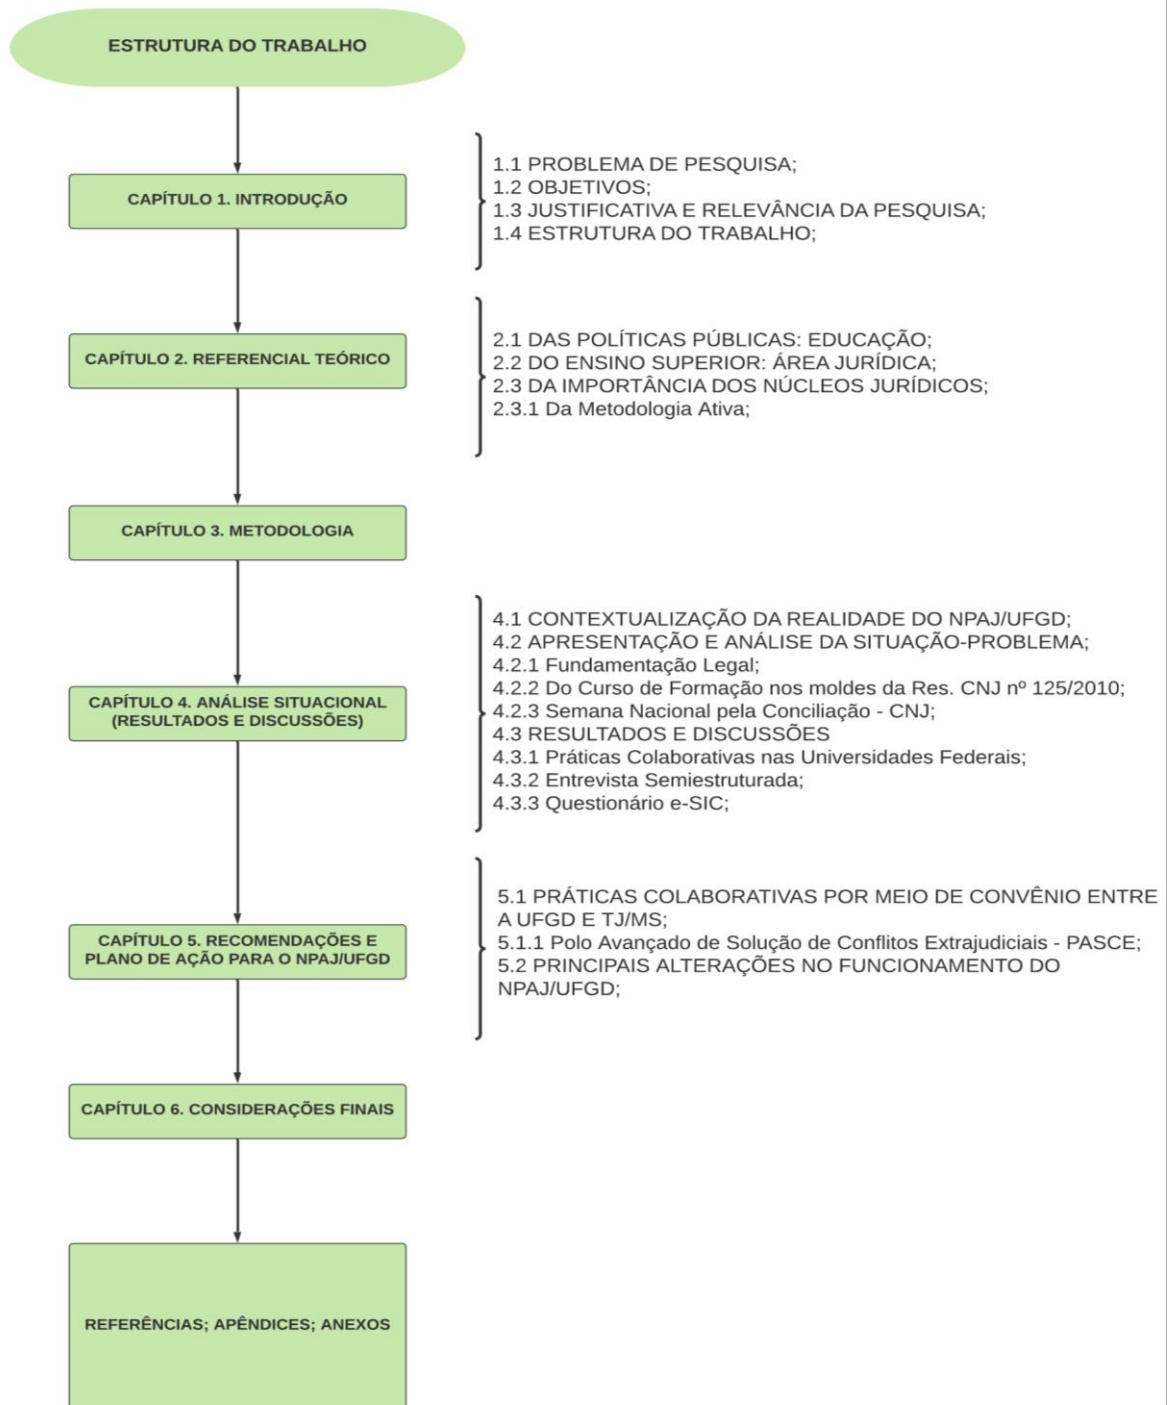 ESTRUTURA DO TRABALHO
CAPÍTULO 1. INTRODUÇÃO
1.1 PROBLEMA DE PESQUISA;
1.2 OBJETIVOS;
1.3 JUSTIFICATIVA E RELEVÂNCIA DA PESQUISA;
1.4 ESTRUTURA DO TRABALHO;
CAPÍTULO 2. REFERENCIAL TEÓRICO
2.1 DAS POLÍTICAS PÚBLICAS: EDUCAÇÃO;
2.2 DO ENSINO SUPERIOR: ÁREA JURÍDICA;
2.3 DA IMPORTÂNCIA DOS NÚCLEOS JURÍDICOS;
2.3.1 Da Metodologia Ativa;
CAPÍTULO 3. METODOLOGIA
CAPÍTULO 4. ANÁLISE SITUACIONAL
(RESULTADOS E DISCUSSÕES)
4.1 CONTEXTUALIZAÇÃO DA REALIDADE DO NPAJ/UFGD;
4.2 APRESENTAÇÃO E ANÁLISE DA SITUAÇÃO-PROBLEMA;
4.2.1 Fundamentação Legal;
4.2.2 Do Curso de Formação nos moldes da Res. CNJ nº 125/2010;
4.2.3 Semana Nacional pela Conciliação - CNJ;
4.3 RESULTADOS E DISCUSSÕES
4.3.1 Práticas Colaborativas nas Universidades Federais;
4.3.2 Entrevista Semiestruturada;
4.3.3 Questionário e-SIC;
CAPÍTULO 5. RECOMENDAÇÕES E
PLANO DE AÇÃO PARA O NPAJ/UFGD
5.1 PRÁTICAS COLABORATIVAS POR MEIO DE CONVÊNIO ENTRE
A UFGD E TJ/MS;
5.1.1 Polo Avançado de Solução de Conflitos Extrajudiciais - PASCE;
5.2 PRINCIPAIS ALTERAÇÕES NO FUNCIONAMENTO DO
NPAJ/UFGD;
CAPÍTULO 6. CONSIDERAÇÕES FINAIS
REFERÊNCIAS; APÊNDICES; ANEXOS